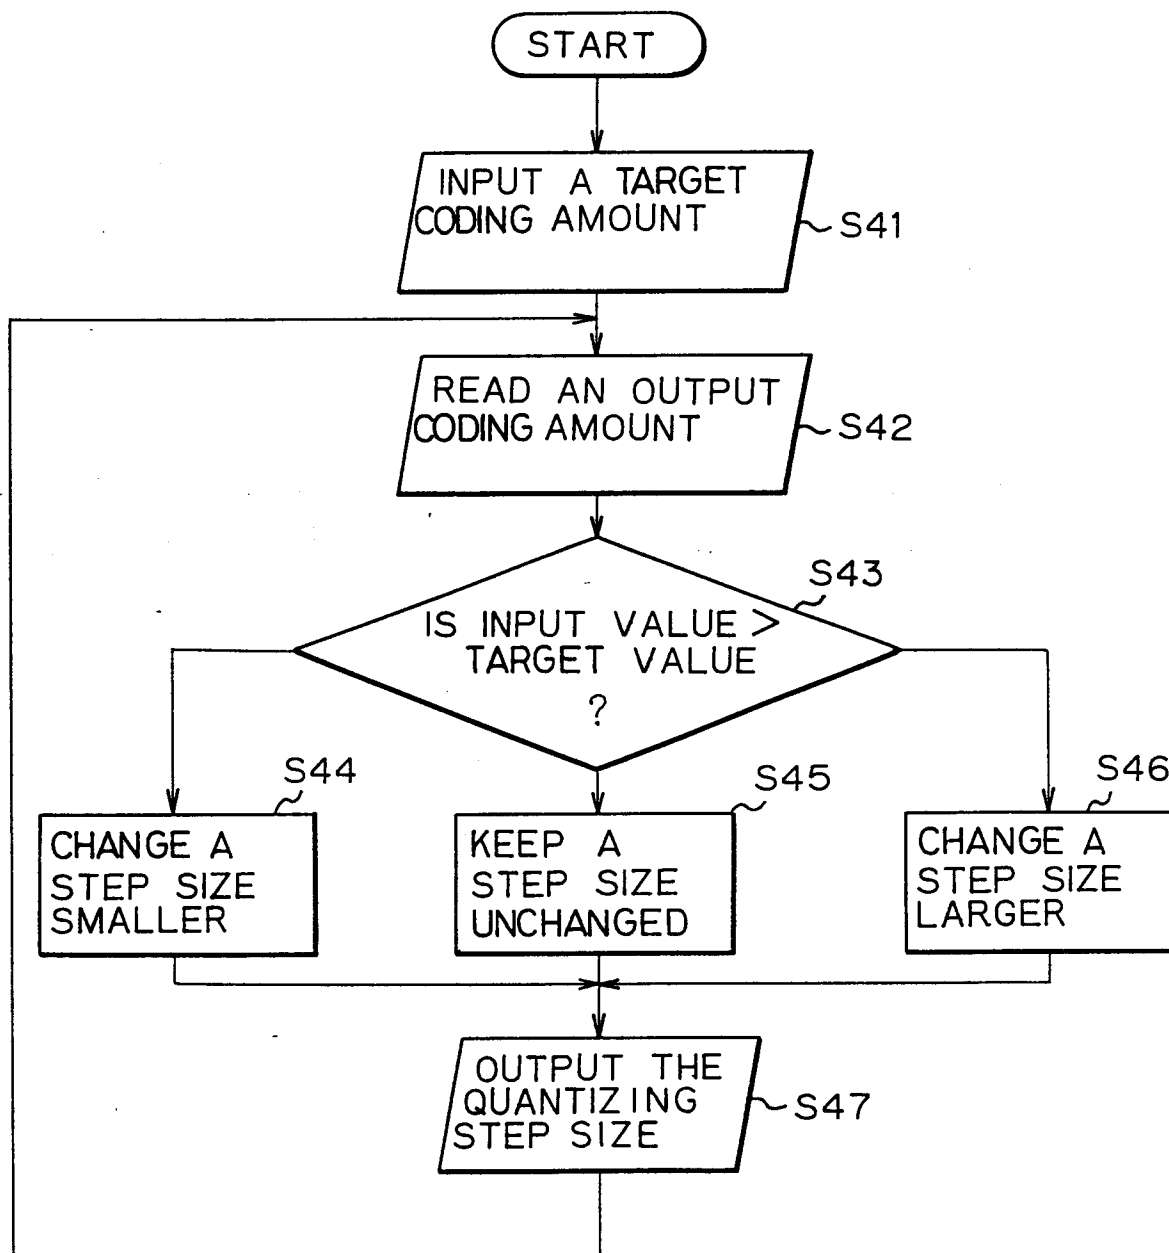 START
INPUT A TARGET
CODING AMOUNT
S41
READ AN OUTPUT
CODING AMOUNT
S42
S43
IS INPUT VALUE >
TARGET VALUE
?
S44
CHANGE A
STEP SIZE
SMALLER
S45
KEEP A
STEP SIZE
UNCHANGED
S46
CHANGE A
STEP SIZE
LARGER
OUTPUT THE
QUANTIZING
STEP SIZE
S47